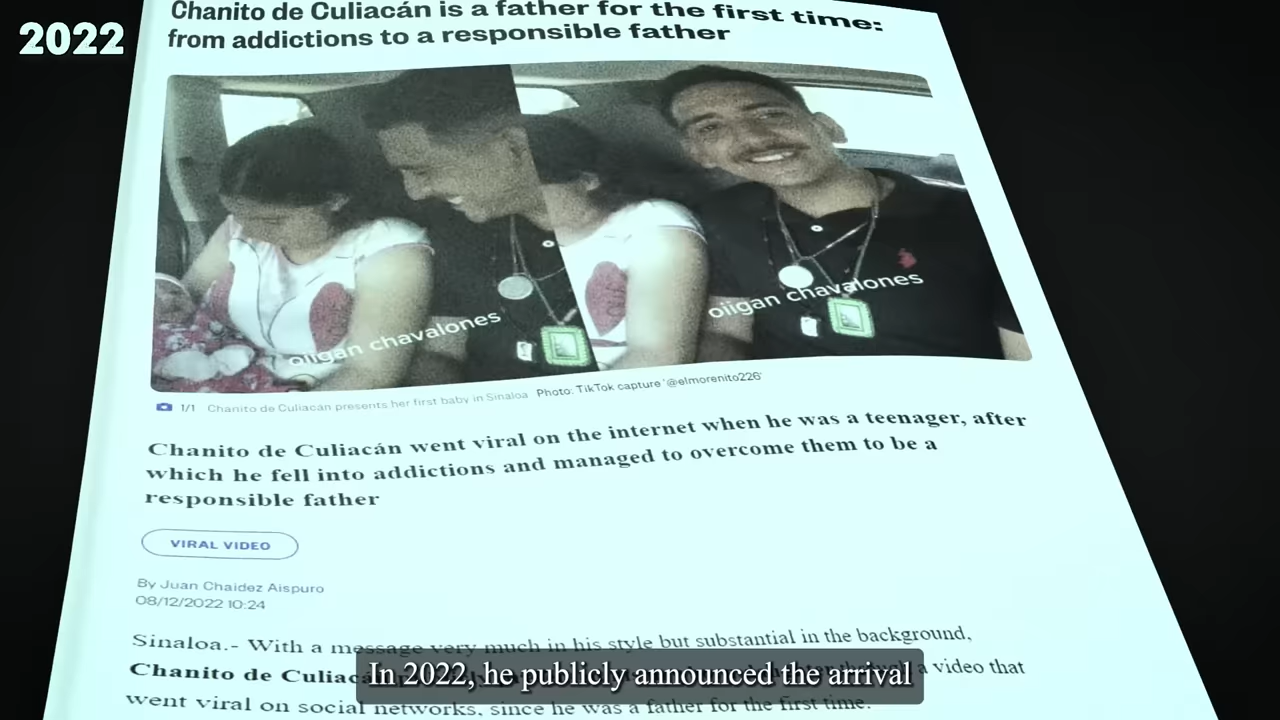 2022
Chanito de Culiacán is a father for the first time:
from addictions to a responsible father
oiigan chavalones
oiigan chavalones
1/1 Chanito de Culiacán presents her first baby in Sinaloa Photo: TikTok capture '@elmorenito226'
Chanito de Culiacán went viral on the internet when he was a teenager, after
which he fell into addictions and managed to overcome them to be a
responsible father
VIRAL VIDEO
By Juan Chaidez Aispuro
08/12/2022 10:24
Sinaloa.- With a message very much in his style but substantial in the background,
Chanito de Culiacán a video that
went viral on social networks, since he was a father for the first time.
In 2022, he publicly announced the arrival